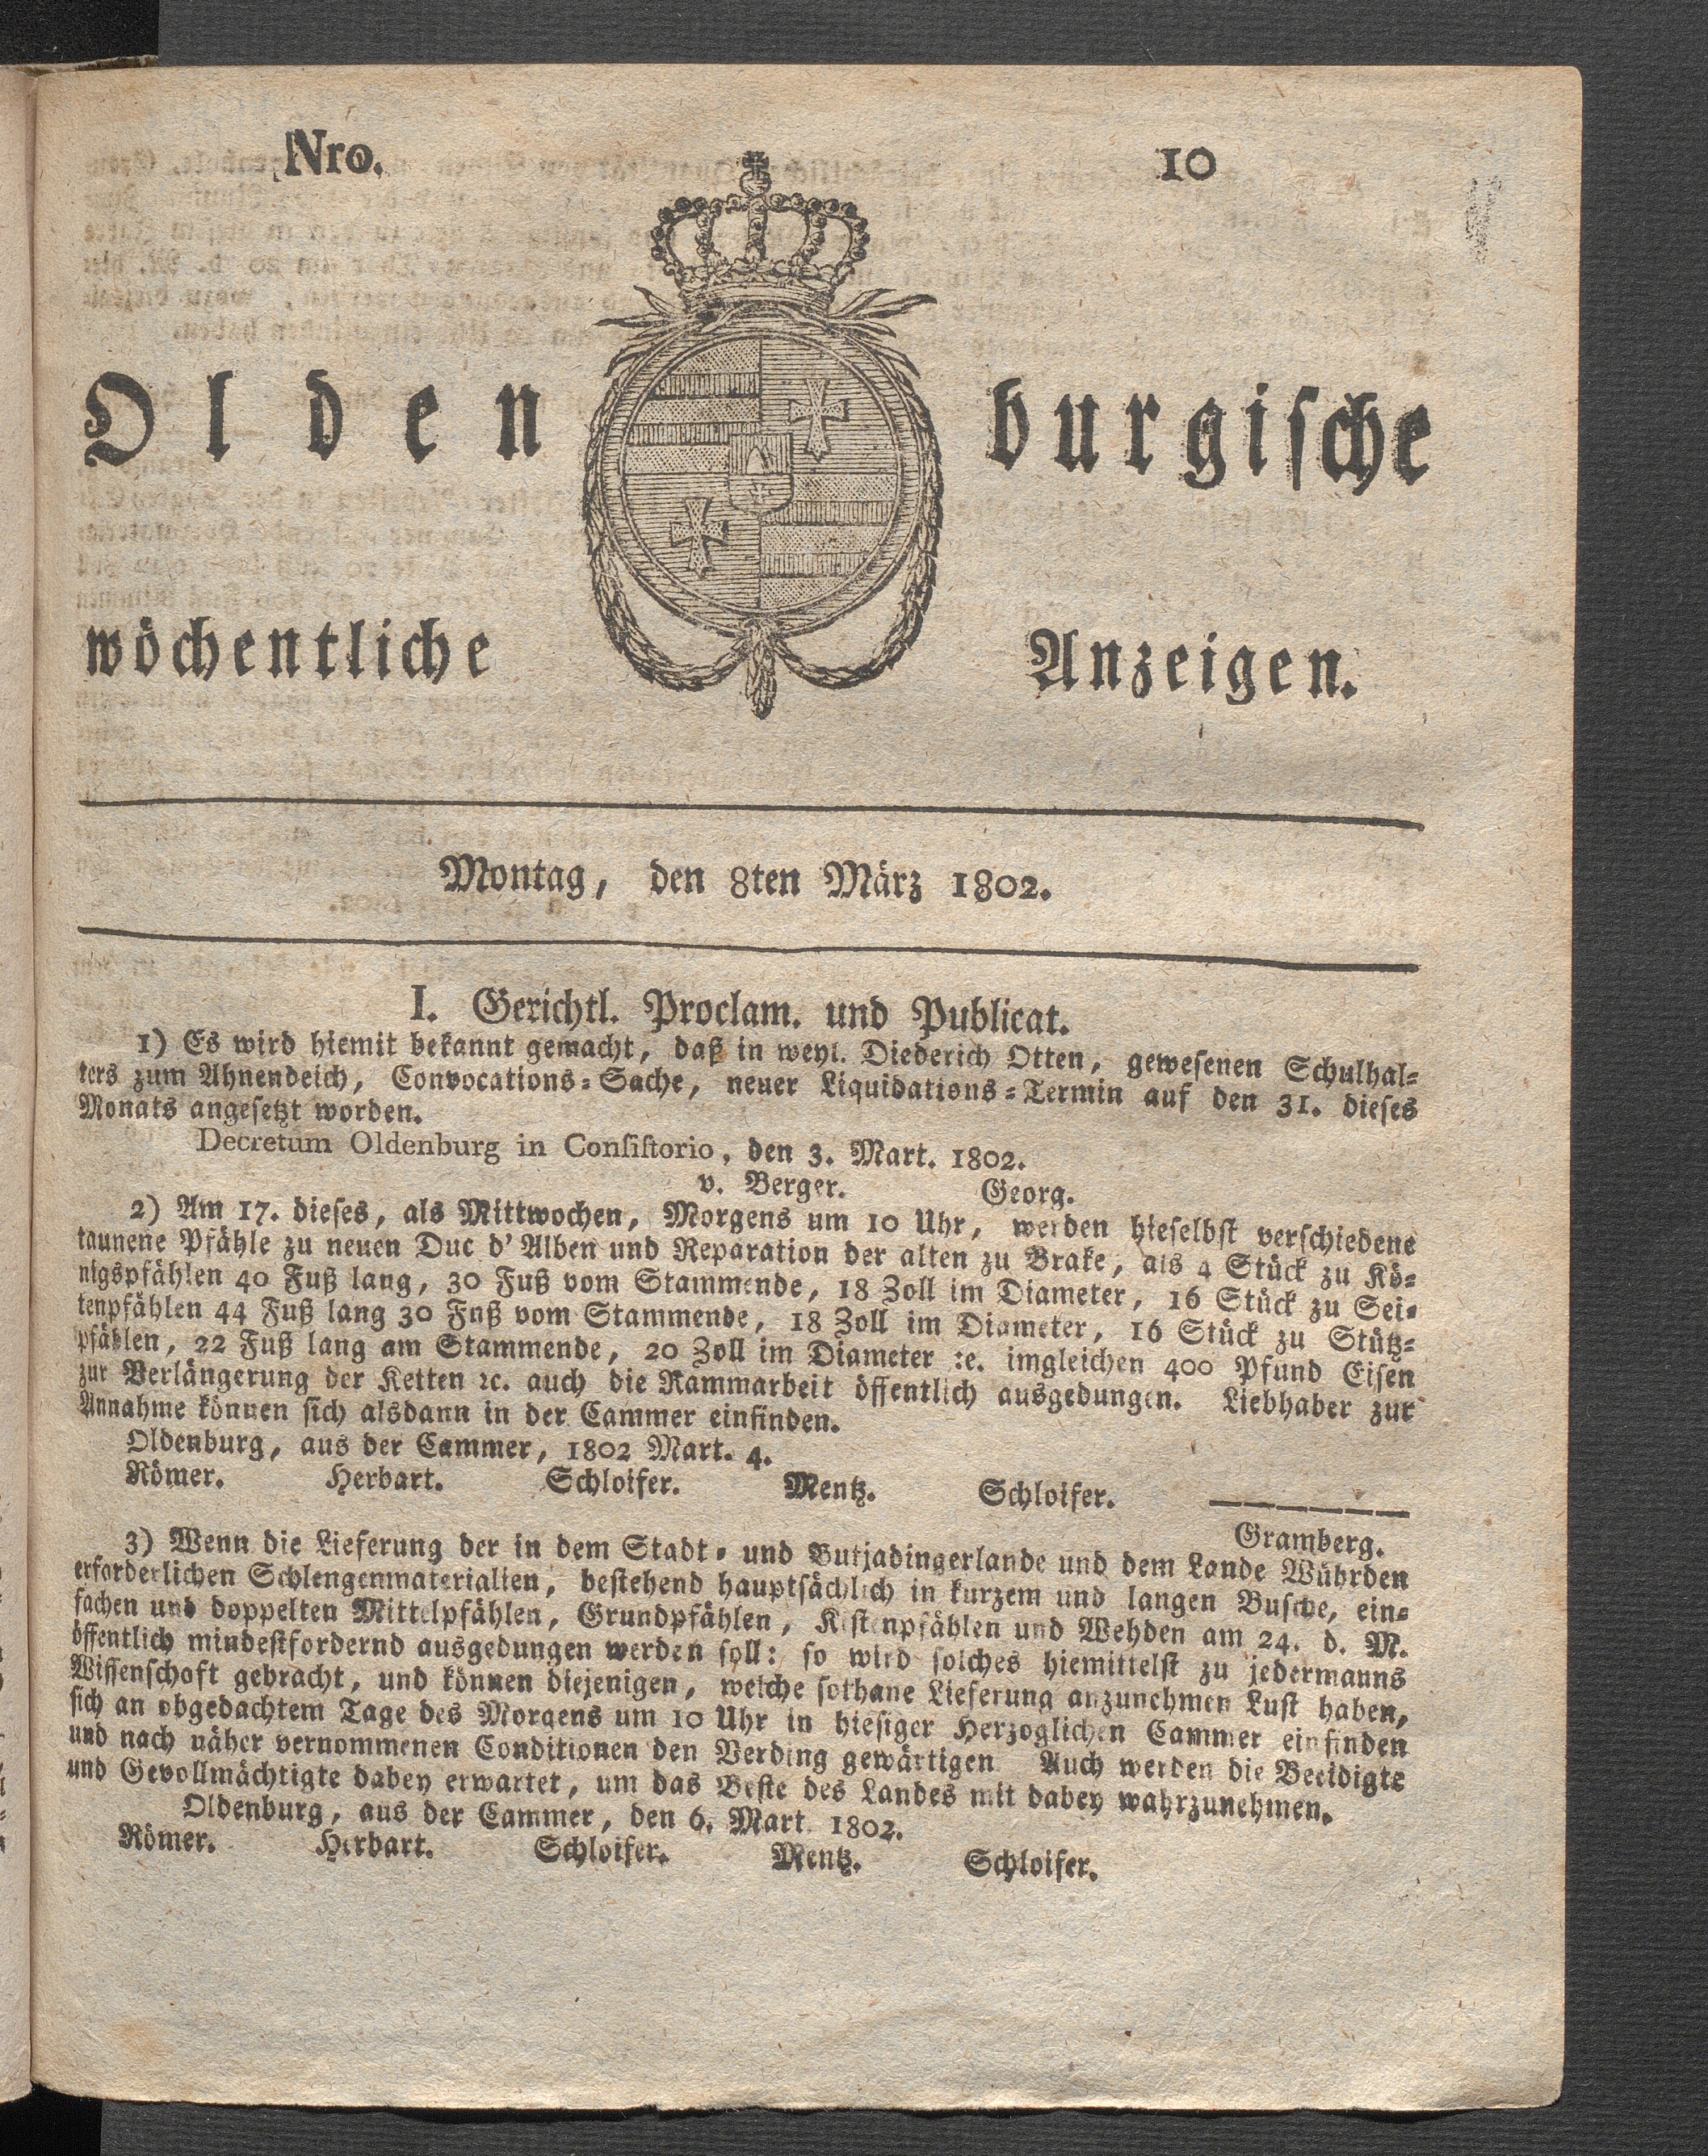 Nro. 10
Olden burgische
wöchentliche Anzeigen.
Montag, den 8ten März 1802.
I. Gerichtl. Proclam. und Publicat.
1) Es wird hiemit bekannt gemacht, daß in weyl. Diederich Otten, gewesenen Schulhal-
ters zum Ahnendeich, Convocations-Sache, neuer Liquidations-Termin auf den 31. dieses
Monats angesetzt worden.
Decretum Oldenburg in Consistorio, den 3. Mart. 1802.
v. Berger. Georg.
2) Am 17. dieses, als Mittwochen, Morgens um 10 Uhr, werden hieselbst verschiedene
taunene Pfähle zu neuen Duc d'Alben und Reparation der alten zu Brake, als 4 Stück zu Kö-
nigspfählen 40 Fuß lang, 30 Fuß vom Stammende, 18 Zoll im Diameter, 16 Stück zu Sei-
tenpfählen 44 Fuß lang 30 Fnß vom Stammende, 18 Zoll im Diameter, 16 Stück zu Stütz-
pfählen, 22 Fuß lang am Stammende, 20 Zoll im Diameter ꝛe. imgleichen 400 Pfund Eisen
zur Verlängerung der Ketten ꝛc. auch die Rammarbeit öffentlich ausgedungen. Liebhaber zur
Annahme können sich alsdann in der Cammer einfinden.
Oldenburg, aus der Cammer, 1802 Mart. 4.
Römer. Herbart. Schloifer. Mentz. Schloifer.
Gramberg.
3) Wenn die Lieferung der in dem Stadt- und Butjadingerlande und dem Lande Wührden
erforderlichen Schlengenmaterialien, bestehend hauptsächlich in kurzem und langen Busche, ein-
fachen und doppelten Mittelpfählen, Grundpfählen, Kistenpfählen und Wehden am 24. d. M.
öffentlich mindestfordernd ausgedungen werden soll: so wird solches hiemittelst zu jedermanns
Wissenschaft gebracht, und können diejenigen, welche sothane Lieferung anzunehmen Lust haben,
sich an obgedachtem Tage des Morgens um 10 Uhr in hiesiger Herzoglichen Cammer einfinden
und nach näher vernommenen Conditionen den Verding gewärtigen Auch werden die Beeidigte
und Gevollmächtigte dabey erwartet, um das Beste des Landes mit dabey wahrzunehmen.
Oldenburg, aus der Cammer, den 6. Mart. 1802.
Römer. Herbart. Schloifer. Mentz. Schloifer.